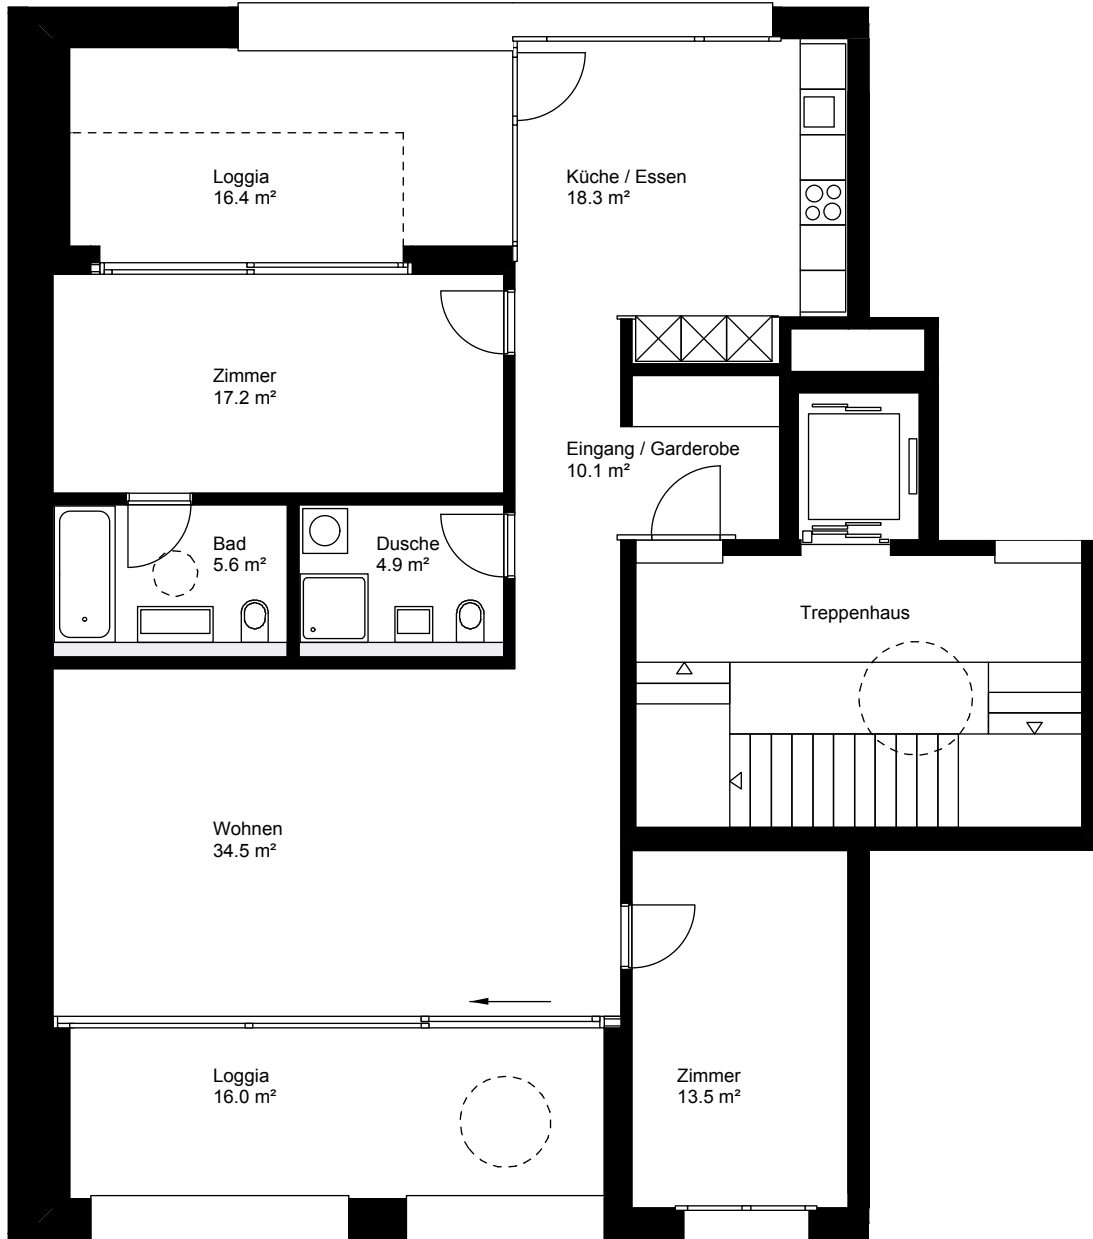 Loggia
16.4 m²
Küche / Essen
18.3 m²
Zimmer
17.2 m²
Eingang / Garderobe
10.1 m²
Bad
5.6 m²
Dusche
4.9 m²
Treppenhaus
Wohnen
34.5 m²
Loggia
16.0 m²
Zimmer
13.5 m²